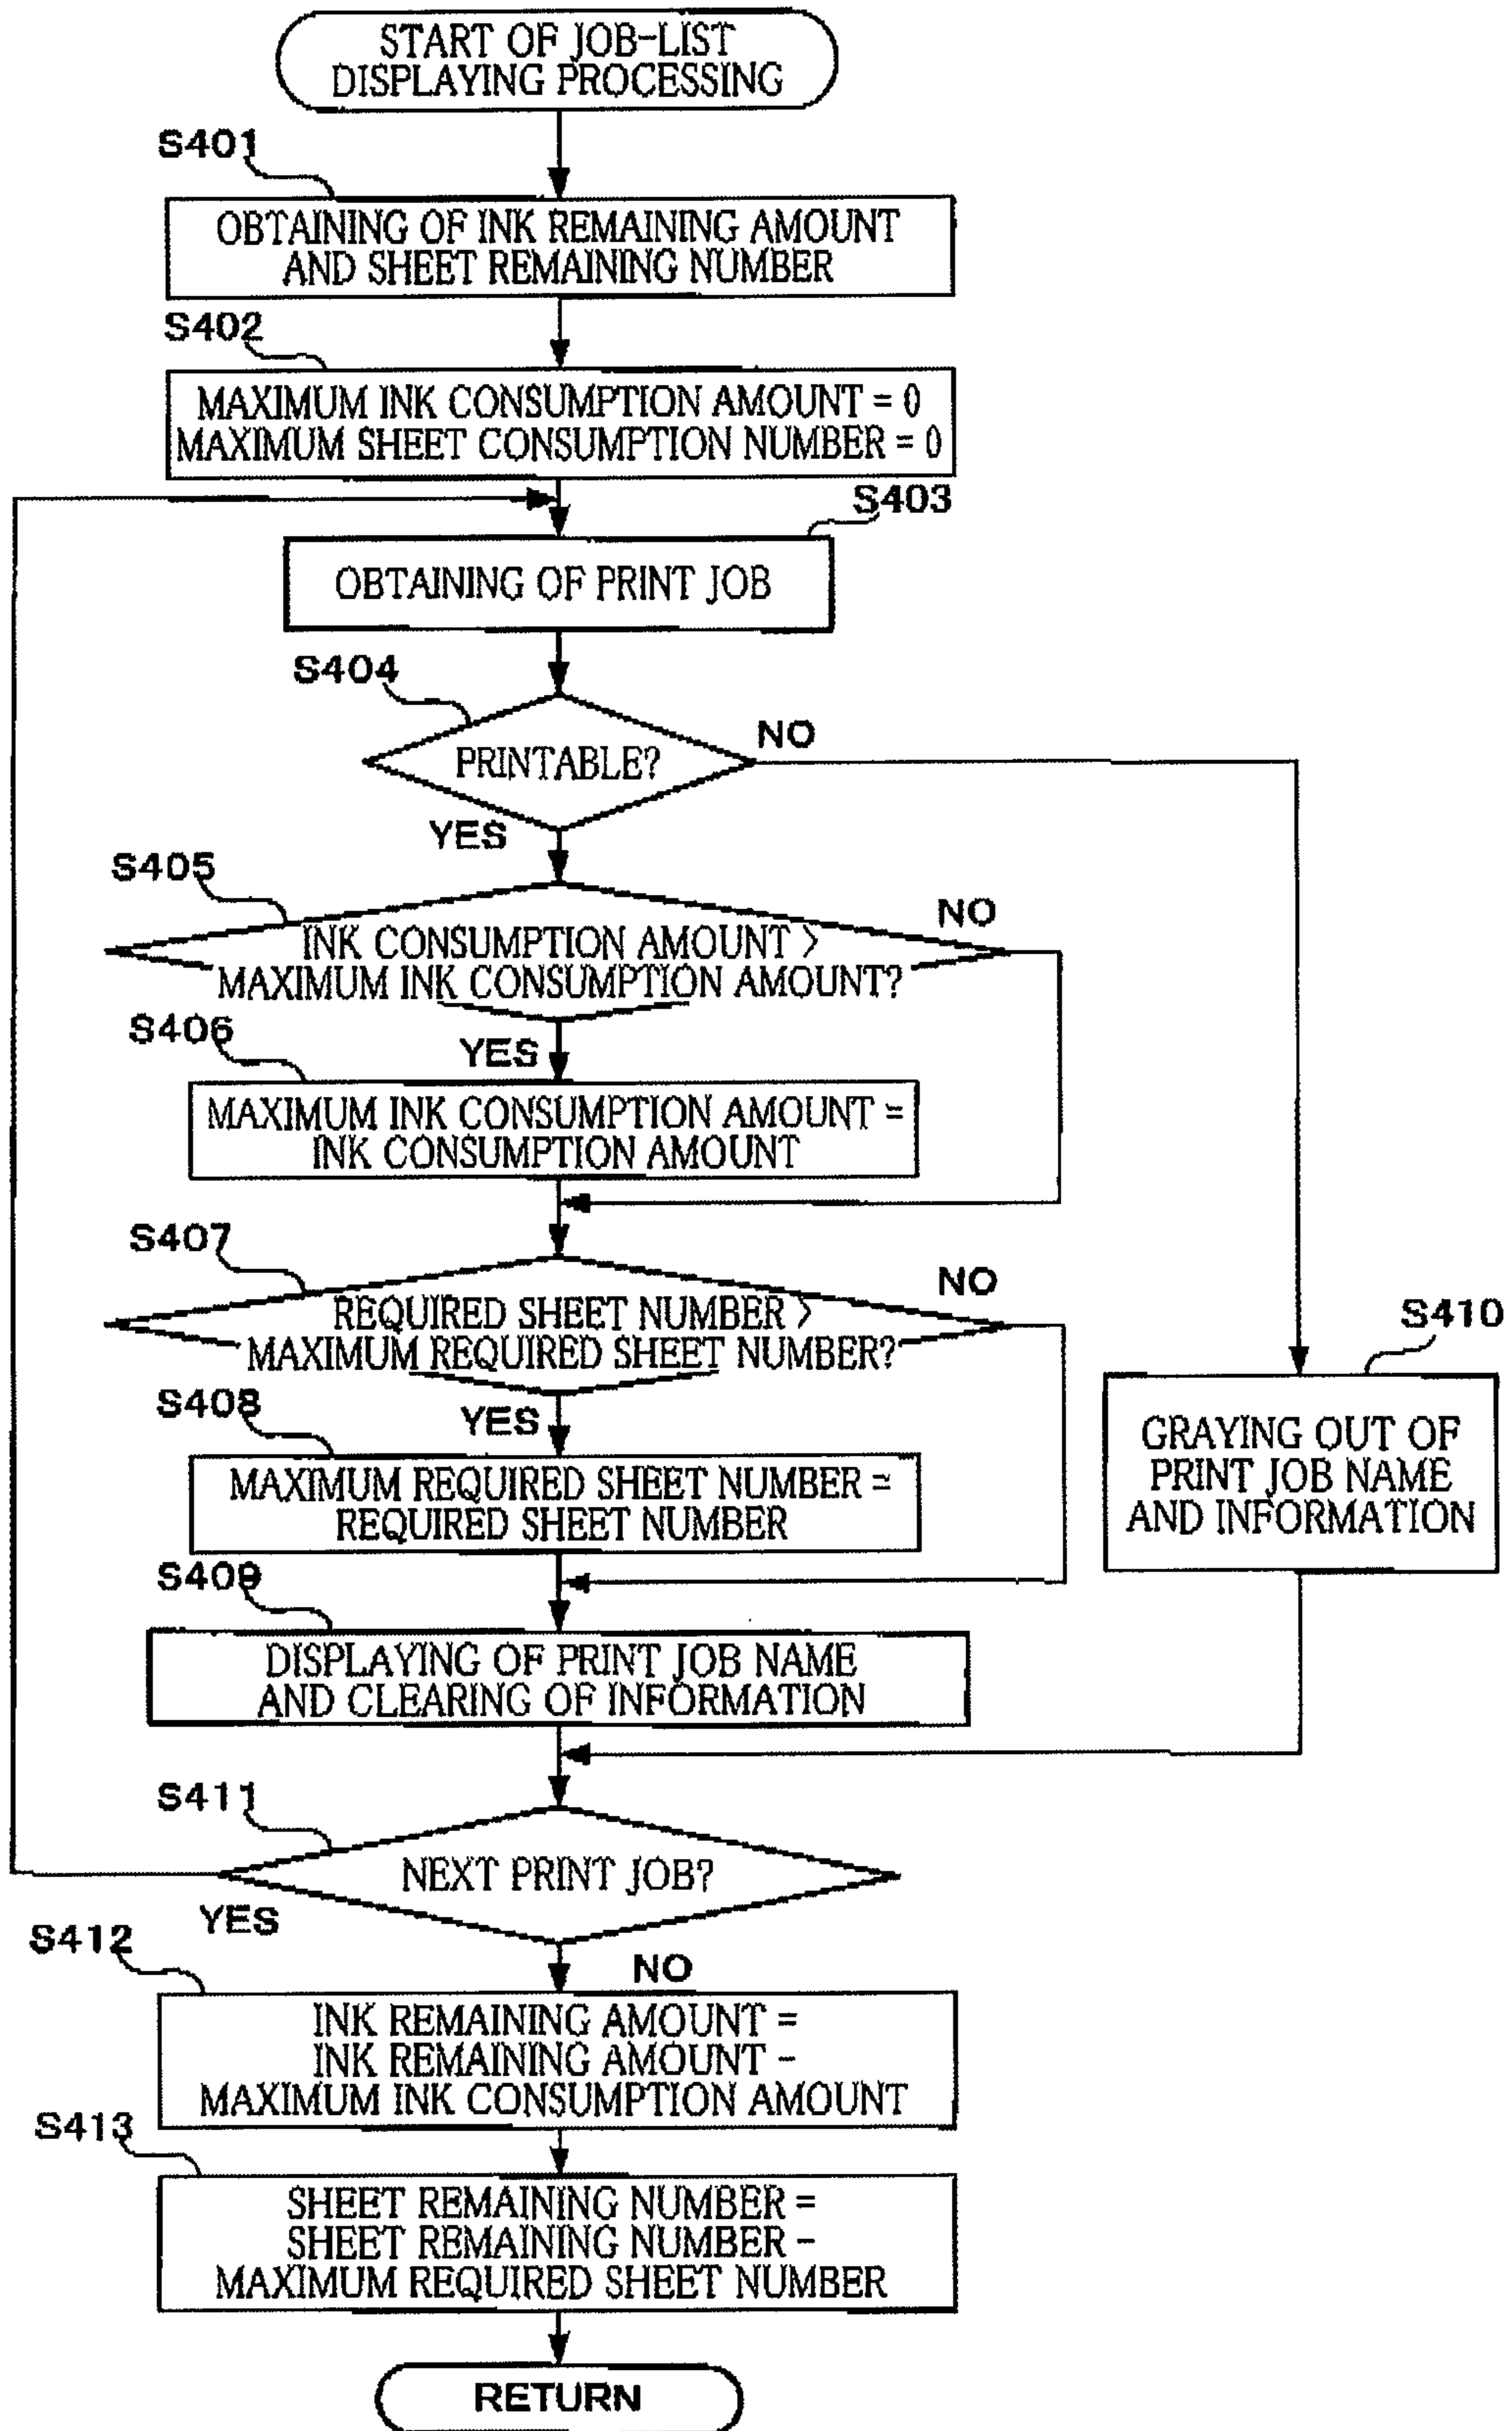 START OF JOB-LIST
DISPLAYING PROCESSING
S401
OBTAINING OF INK REMAINING AMOUNT
AND SHEET REMAINING NUMBER
S402
MAXIMUM INK CONSUMPTION AMOUNT = 0
MAXIMUM SHEET CONSUMPTION NUMBER = 0
S403
OBTAINING OF PRINT JOB
S404
NO
PRINTABLE?
YES
S405
NO
INK CONSUMPTION AMOUNT >
MAXIMUM INK CONSUMPTION AMOUNT?
S406
YES
MAXIMUM INK CONSUMPTION AMOUNT =
INK CONSUMPTION AMOUNT
S407
NO
REQUIRED SHEET NUMBER >
MAXIMUM REQUIRED SHEET NUMBER?
S410
GRAYING OUT OF
PRINT JOB NAME
AND INFORMATION
S408
YES
MAXIMUM REQUIRED SHEET NUMBER =
REQUIRED SHEET NUMBER
S409
DISPLAYING OF PRINT JOB NAME
AND CLEARING OF INFORMATION
S411
NEXT PRINT JOB?
YES
S412
NO
INK REMAINING AMOUNT =
INK REMAINING AMOUNT -
MAXIMUM INK CONSUMPTION AMOUNT
S413
SHEET REMAINING NUMBER =
SHEET REMAINING NUMBER -
MAXIMUM REQUIRED SHEET NUMBER
RETURN